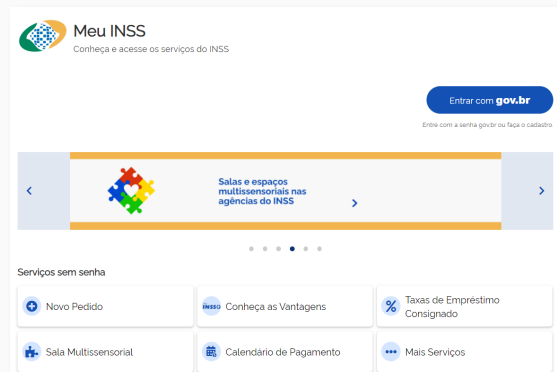 Meu INSS
Conheça e acesse os serviços do INSS
Entrar com gov.br
Entre com a senha gov.br ou faça o cadastro
Salas e espaços
multissensoriais nas
agências do INSS
Serviços sem senha
Novo Pedido
Conheça as Vantagens
Taxas de Empréstimo
Consignado
Sala Multissensorial
Calendário de Pagamento
Mais Serviços